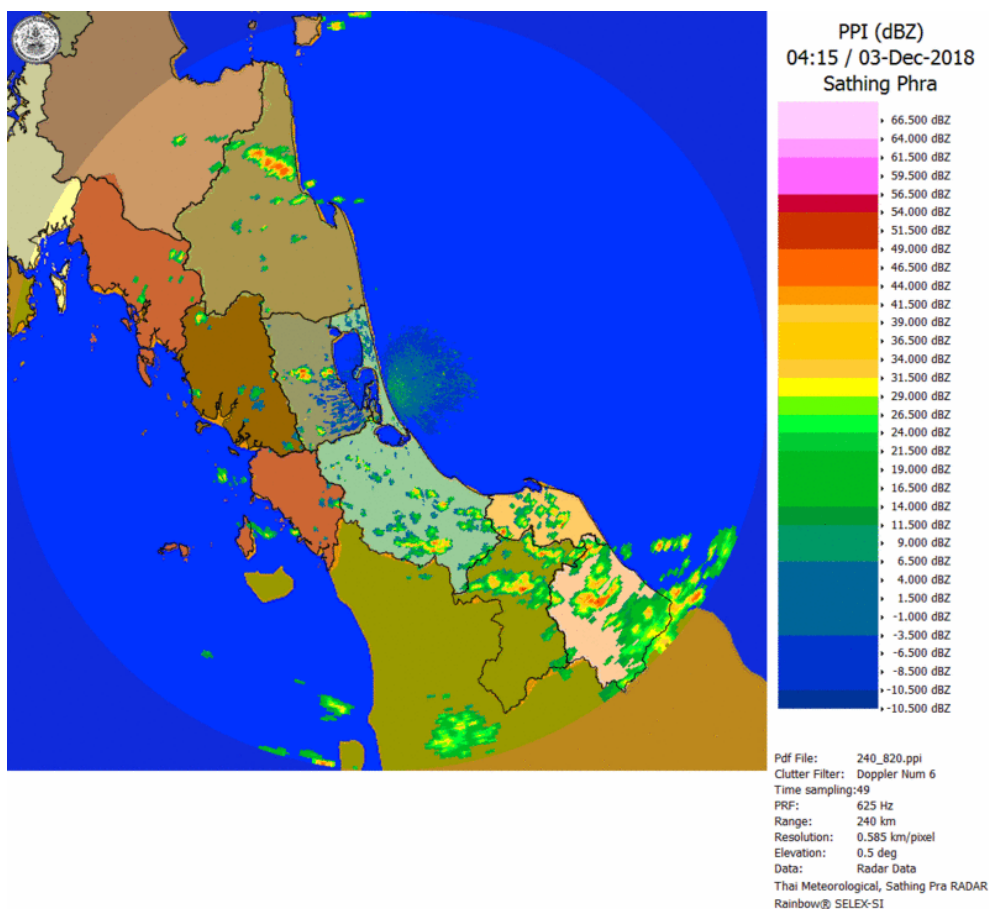 PPI (dBZ)
04:15 / 03-Dec-2018
Sathing Phra
66.500 dBZ
64.000 dBZ
61.500 dBZ
59.500 dBZ
56.500 dBZ
54.000 dBZ
51.500 dBZ
49.000 dBZ
46.500 dBZ
44.000 dBZ
41.500 dBZ
39.000 dBZ
36.500 dBZ
34.000 dBZ
31.500 dBZ
29.000 dBZ
26.500 dBZ
24.000 dBZ
21.500 dBZ
19.000 dBZ
16.500 dBZ
14.000 dBZ
11.500 dBZ
9.000 dBZ
6.500 dBZ
4.000 dBZ
1.500 dBZ
-1.000 dBZ
-3.500 dBZ
-6.500 dBZ
-8.500 dBZ
-10.500 dBZ
-10.500 dBZ
Pdf File: 240_820.ppi
Clutter Filter: Doppler Num 6
Time sampling:49
PRF: 625 Hz
Range: 240 km
Resolution: 0.585 km/pixel
Elevation: 0.5 deg
Data: Radar Data
Thai Meteorological, Sathing Pra RADAR
Rainbow® SELEX-SI